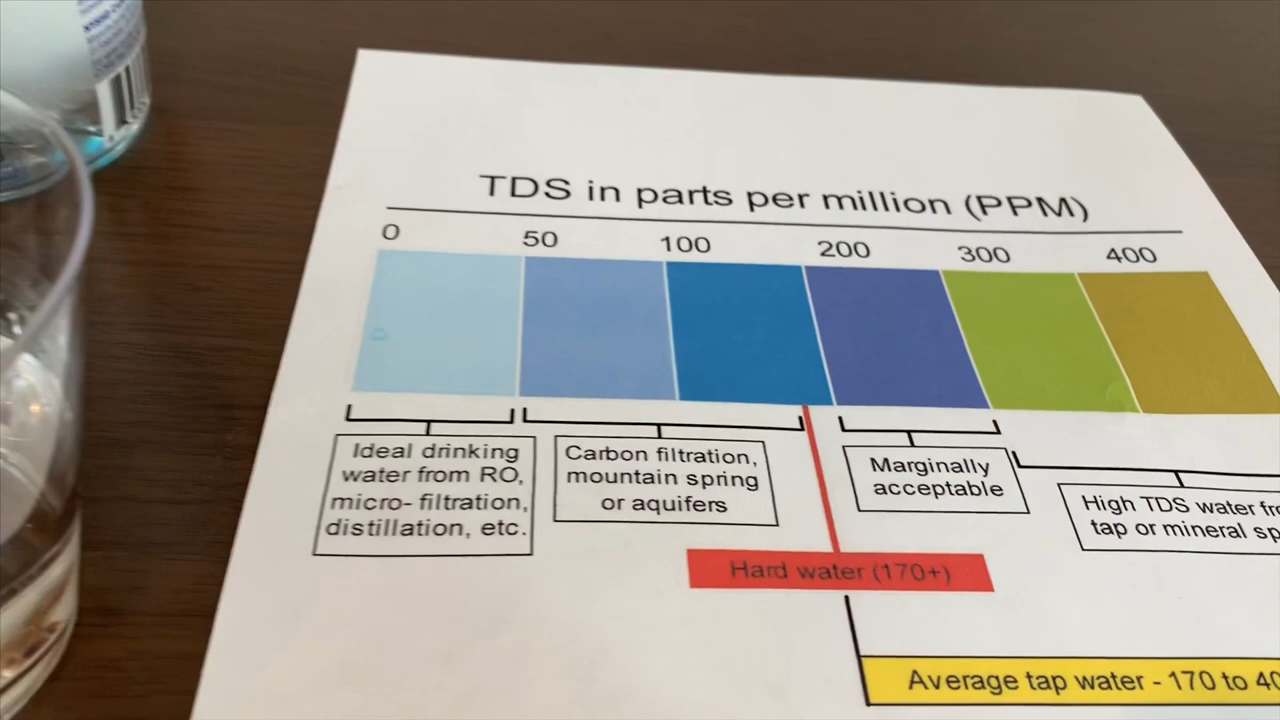 TDS in parts per million (PPM)
0 50 100 200 300 400
Ideal drinking
water from RO,
micro- filtration,
distillation, etc.
Carbon filtration,
mountain spring
or aquifers
Marginally
acceptable
High TDS water
tap or mineral
Hard water (170+)
Average tap water - 170 to